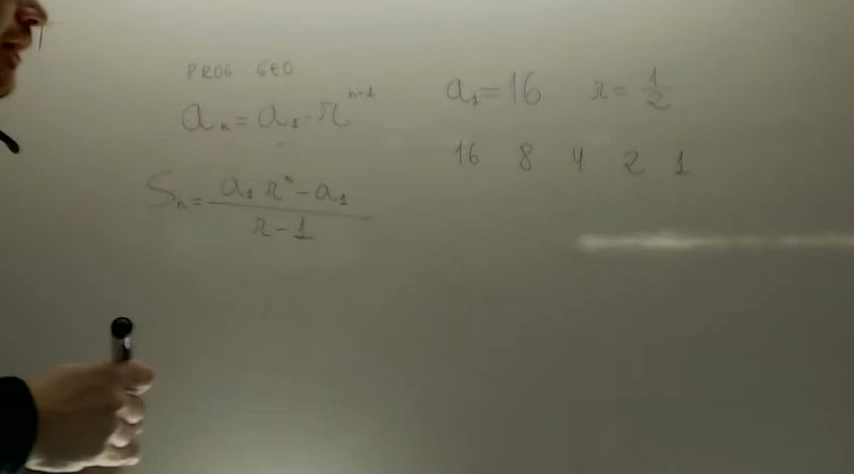 PROG GEO
aₙ = a₁ · r^(n-1)
Sₙ = (a₁ rⁿ - a₁) / (r - 1)
a₁ = 16 r = 1/2
16 8 4 2 1